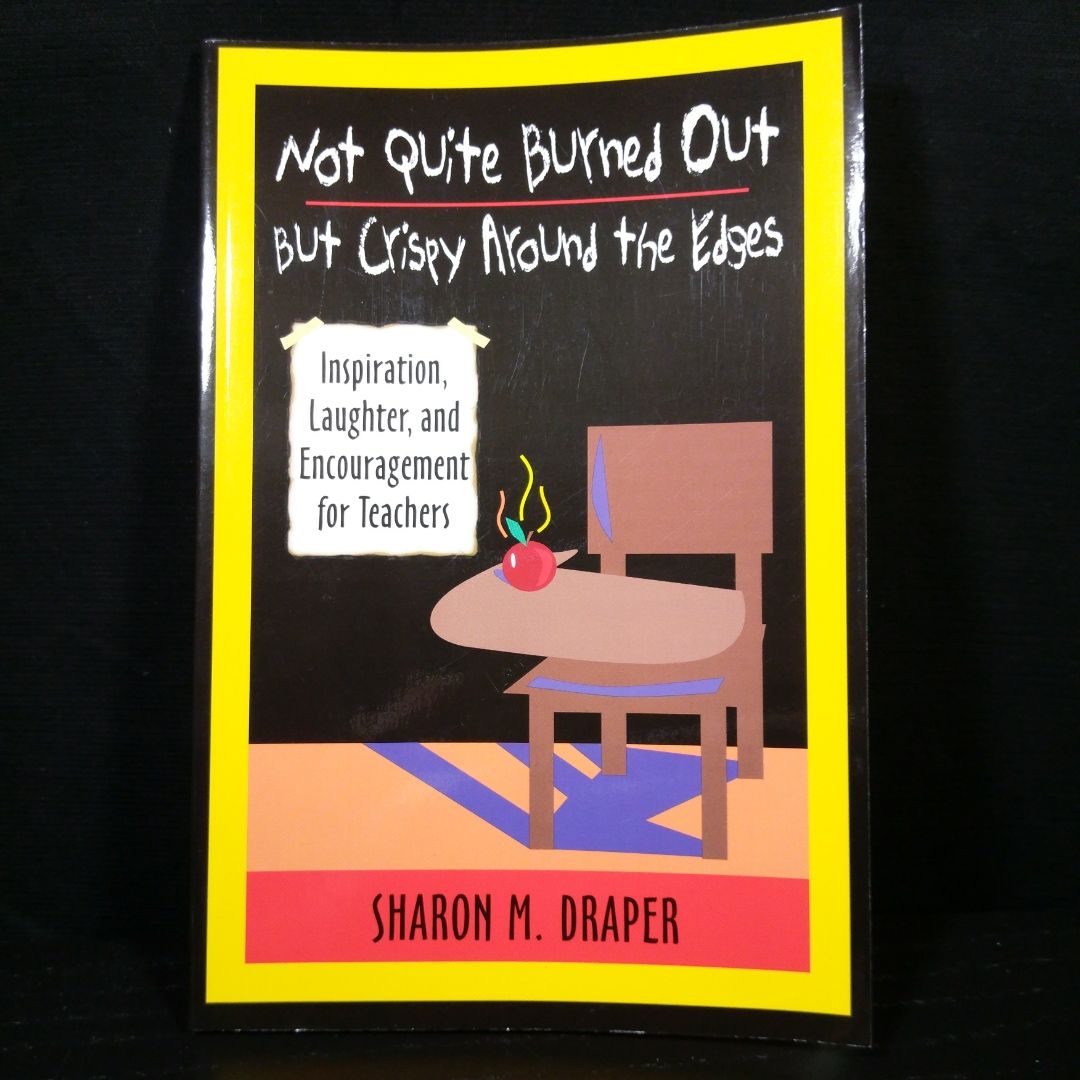 Not Quite Burned Out
But Crispy Around the Edges
Inspiration,
Laughter, and
Encouragement
for Teachers
SHARON M. DRAPER